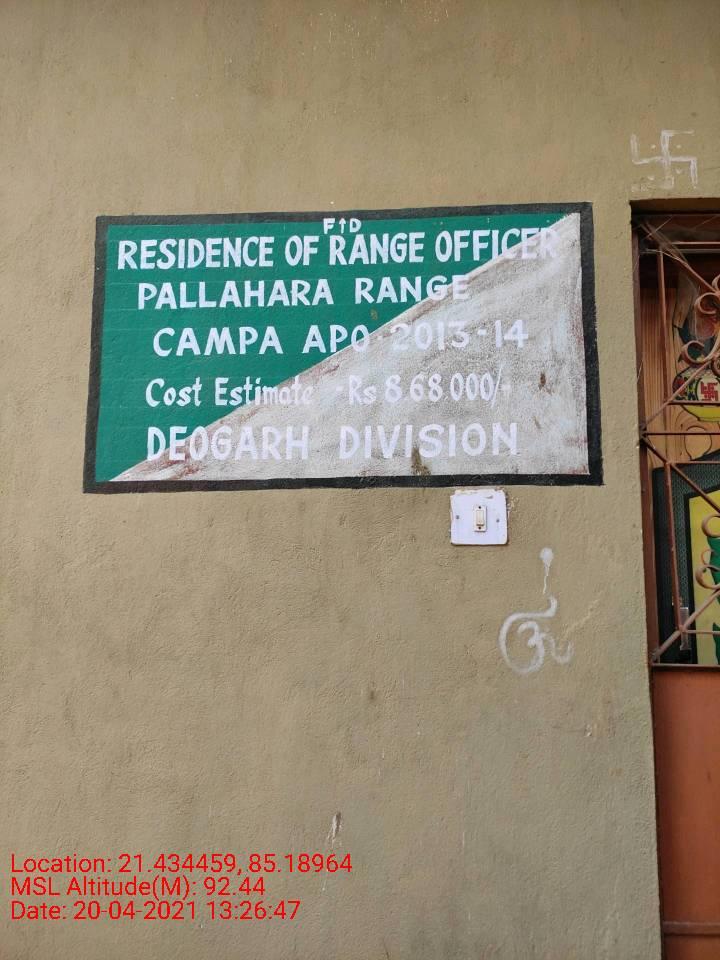 F↑D
RESIDENCE OF RANGE OFFICER
PALLAHARA RANGE
CAMPA APO-2013-14
Cost Estimate -Rs 8.68.000/-
DEOGARH DIVISION
Location: 21.434459, 85.18964
MSL Altitude(M): 92.44
Date: 20-04-2021 13:26:47